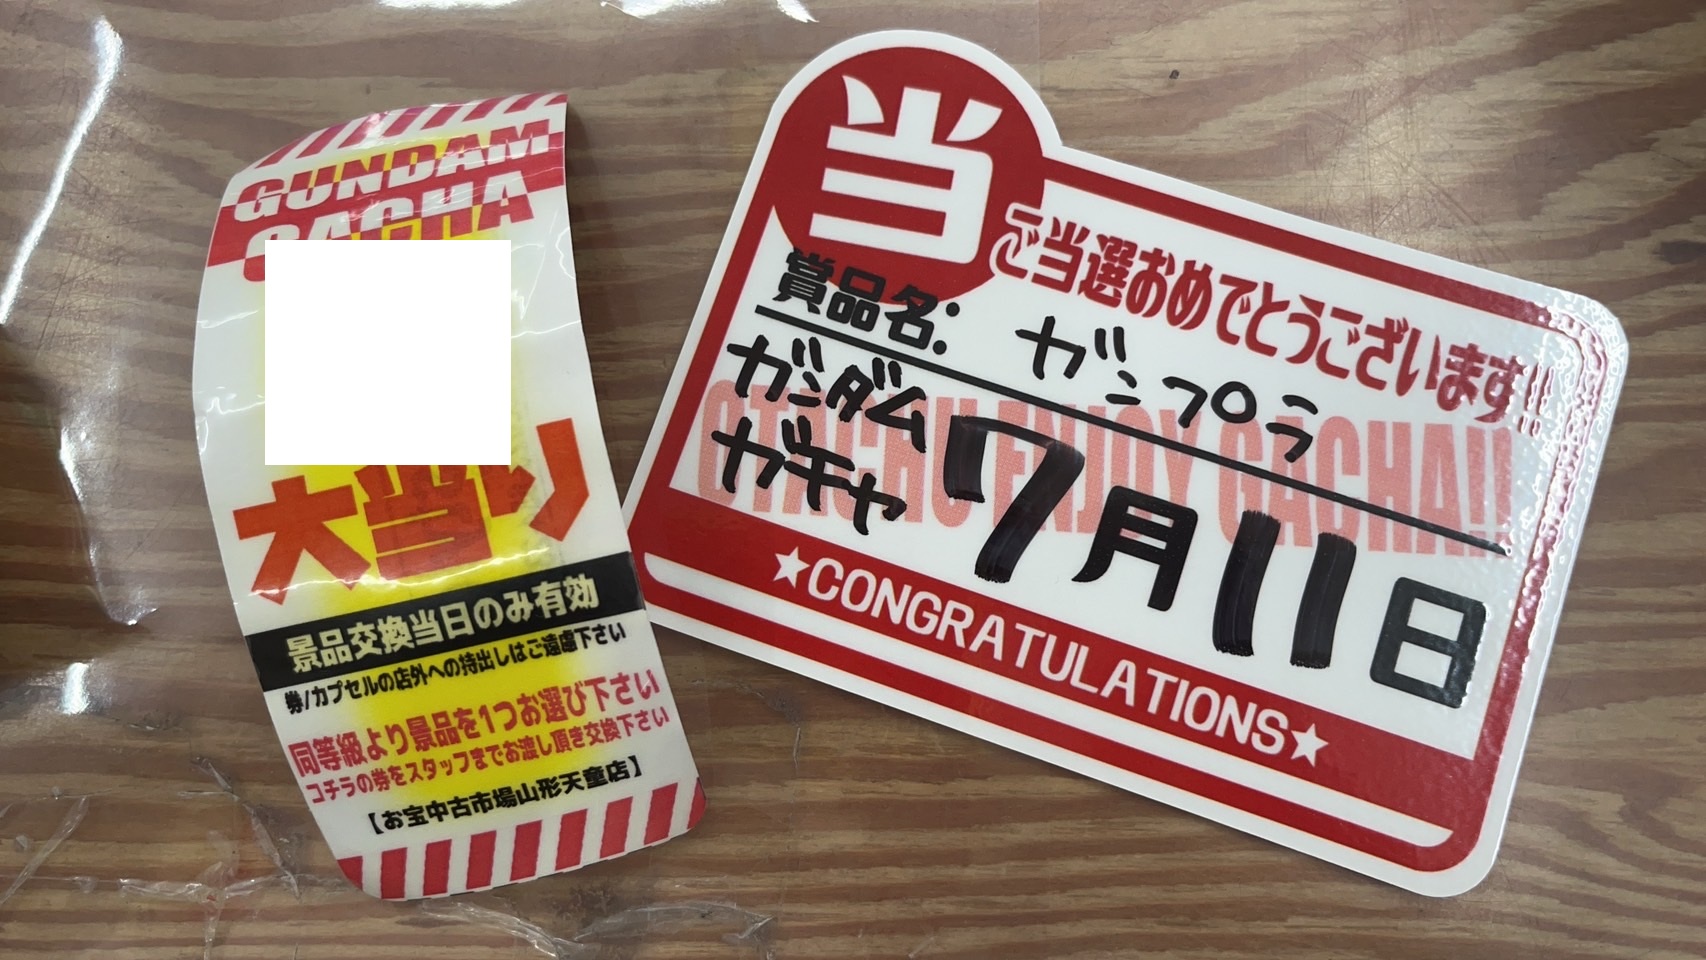 GUNDAM
GACHA
大当り
景品交換当日のみ有効
券/カプセルの店外への持出しはご遠慮下さい
同等級より景品を1つお選び下さい
コチラの券をスタッフまでお渡し頂き交換下さい
【お宝中古市場山形天童店】
当
ご当選おめでとうございます!!
賞品名: ガンプラ
ガンダム
ガチャ
7月11日
OTACHU ENJOY GACHA!!
★CONGRATULATIONS★